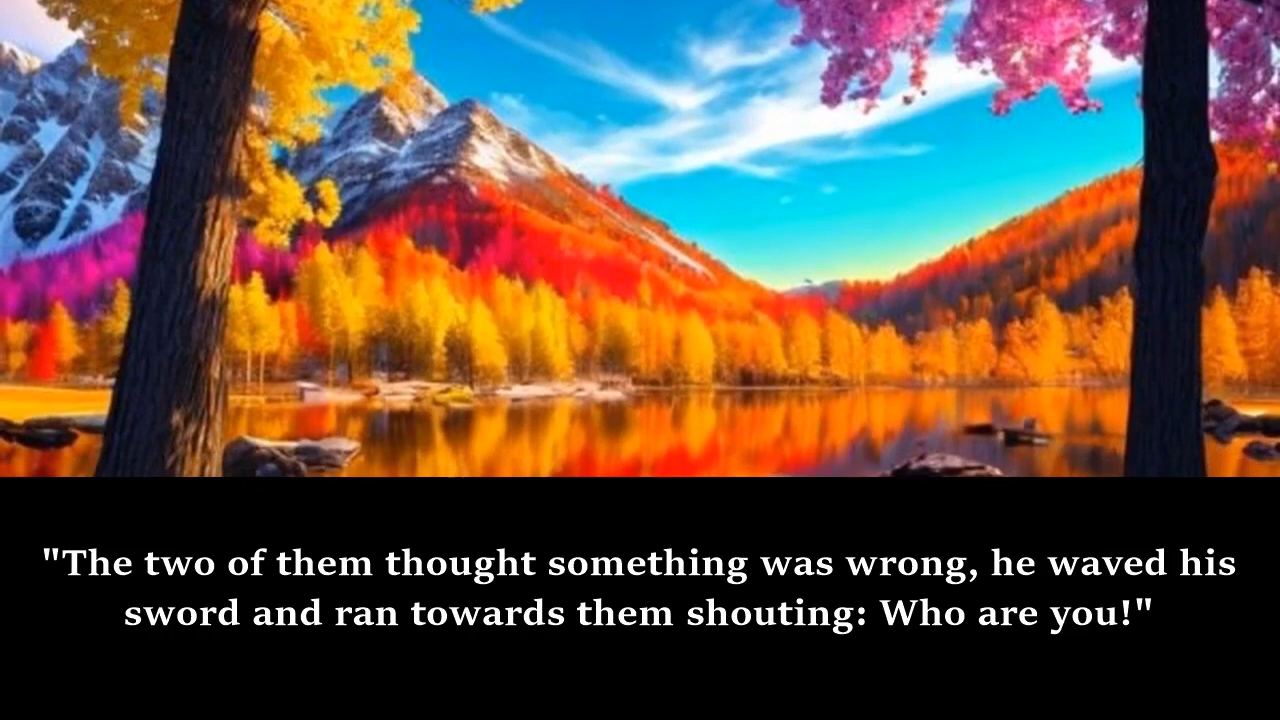 "The two of them thought something was wrong, he waved his
sword and ran towards them shouting: Who are you!"